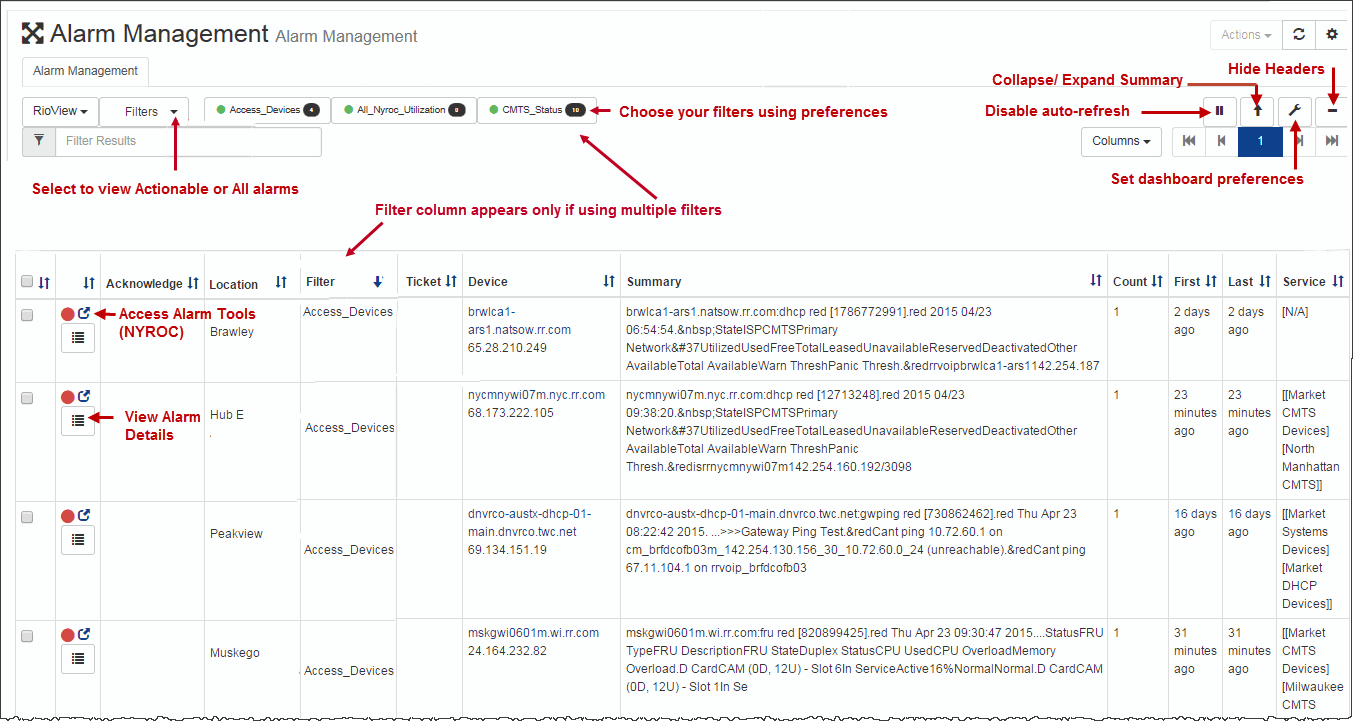 Alarm Management Alarm Management
Actions
Alarm Management
Hide Headers
Collapse/ Expand Summary
Disable auto-refresh
RioView Filters Access_Devices 4 All_Nyroc_Utilization 0 CMTS_Status 10
Choose your filters using preferences
Filter Results
Columns 1
Set dashboard preferences
Select to view Actionable or All alarms
Filter column appears only if using multiple filters
Acknowledge Location Filter Ticket Device Summary Count First Last Service
Access Alarm Tools
(NYROC)
Brawley
Access_Devices
brwlca1-
ars1.natsow.rr.com
65.28.210.249
brwlca1-ars1.natsow.rr.com:dhcp red [1786772991].red 2015 04/23
06:54:54.&nbsp;StateISPCMTSPrimary
Network&#37UtilizedUsedFreeTotalLeasedUnavailableReservedDeactivatedOther
AvailableTotal AvailableWarn ThreshPanic Thresh.&redrrvoipbrwlca1-ars1142.254.187
1
2 days
ago
2 days
ago
[N/A]
View Alarm
Details
Hub E
.
Access_Devices
nycmnywi07m.nyc.rr.com
68.173.222.105
nycmnywi07m.nyc.rr.com:dhcp red [12713248].red 2015 04/23
09:38:20.&nbsp;StateISPCMTSPrimary
Network&#37UtilizedUsedFreeTotalLeasedUnavailableReservedDeactivatedOther
AvailableTotal AvailableWarn ThreshPanic
Thresh.&redisrrnycmnywi07m142.254.160.192/3098
1
23
minutes
ago
23
minutes
ago
[[Market
CMTS
Devices]
[North
Manhattan
CMTS]]
Peakview
Access_Devices
dnvrco-austx-dhcp-01-
main.dnvrco.twc.net
69.134.151.19
dnvrco-austx-dhcp-01-main.dnvrco.twc.net:gwping red [730862462].red Thu Apr 23
08:22:42 2015. ...>>>Gateway Ping Test.&redCant ping 10.72.60.1 on
cm_brfdcofb03m_142.254.130.156_30_10.72.60.0_24 (unreachable).&redCant ping
67.11.104.1 on rrvoip_brfdcofb03
1
16 days
ago
16 days
ago
[[Market
Systems
Devices]
[Market
DHCP
Devices]]
Muskego
Access_Devices
mskgwi0601m.wi.rr.com
24.164.232.82
mskgwi0601m.wi.rr.com:fru red [820899425].red Thu Apr 23 09:30:47 2015....StatusFRU
TypeFRU DescriptionFRU StateDuplex StatusCPU UsedCPU OverloadMemory
Overload.D CardCAM (0D, 12U) - Slot 6In ServiceActive16%NormalNormal.D CardCAM
(0D, 12U) - Slot 1In Se
1
31
minutes
ago
31
minutes
ago
[[Market
CMTS
Devices]
[Milwaukee
CMTS